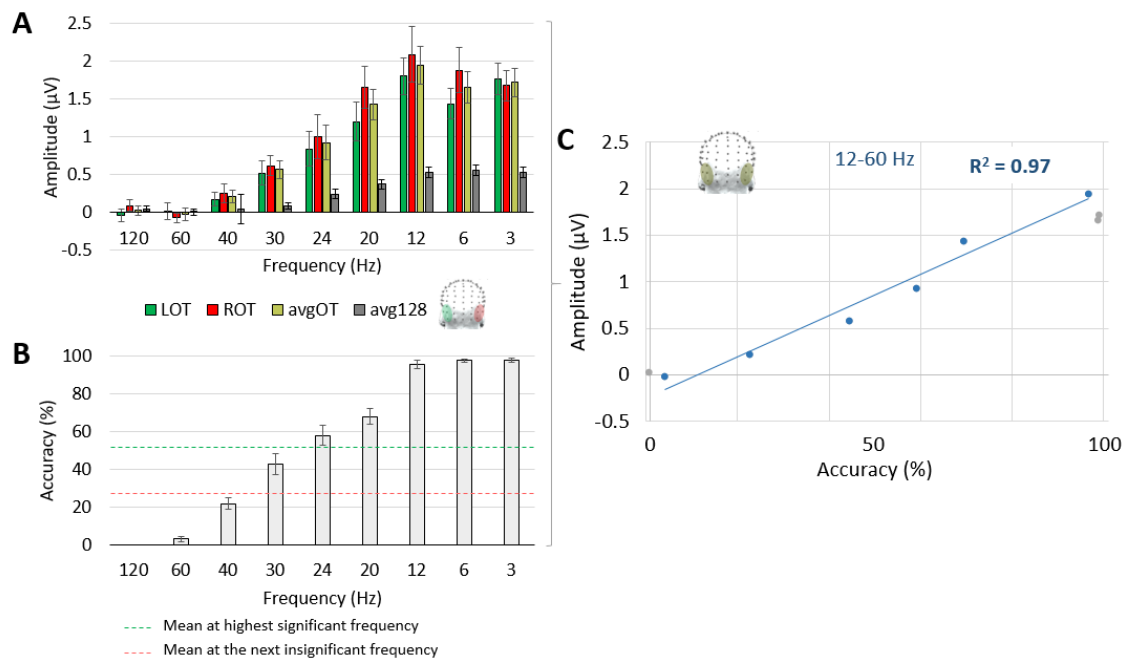 A
2.5
2
1.5
1
0.5
0
-0.5
Amplitude (µV)
120 60 40 30 24 20 12 6 3
Frequency (Hz)
LOT ROT avgOT avg128
B
100
80
60
40
20
0
Accuracy (%)
120 60 40 30 24 20 12 6 3
Frequency (Hz)
Mean at highest significant frequency
Mean at the next insignificant frequency
C
12-60 Hz
R² = 0.97
2.5
2
1.5
1
0.5
0
-0.5
Amplitude (µV)
0 50 100
Accuracy (%)